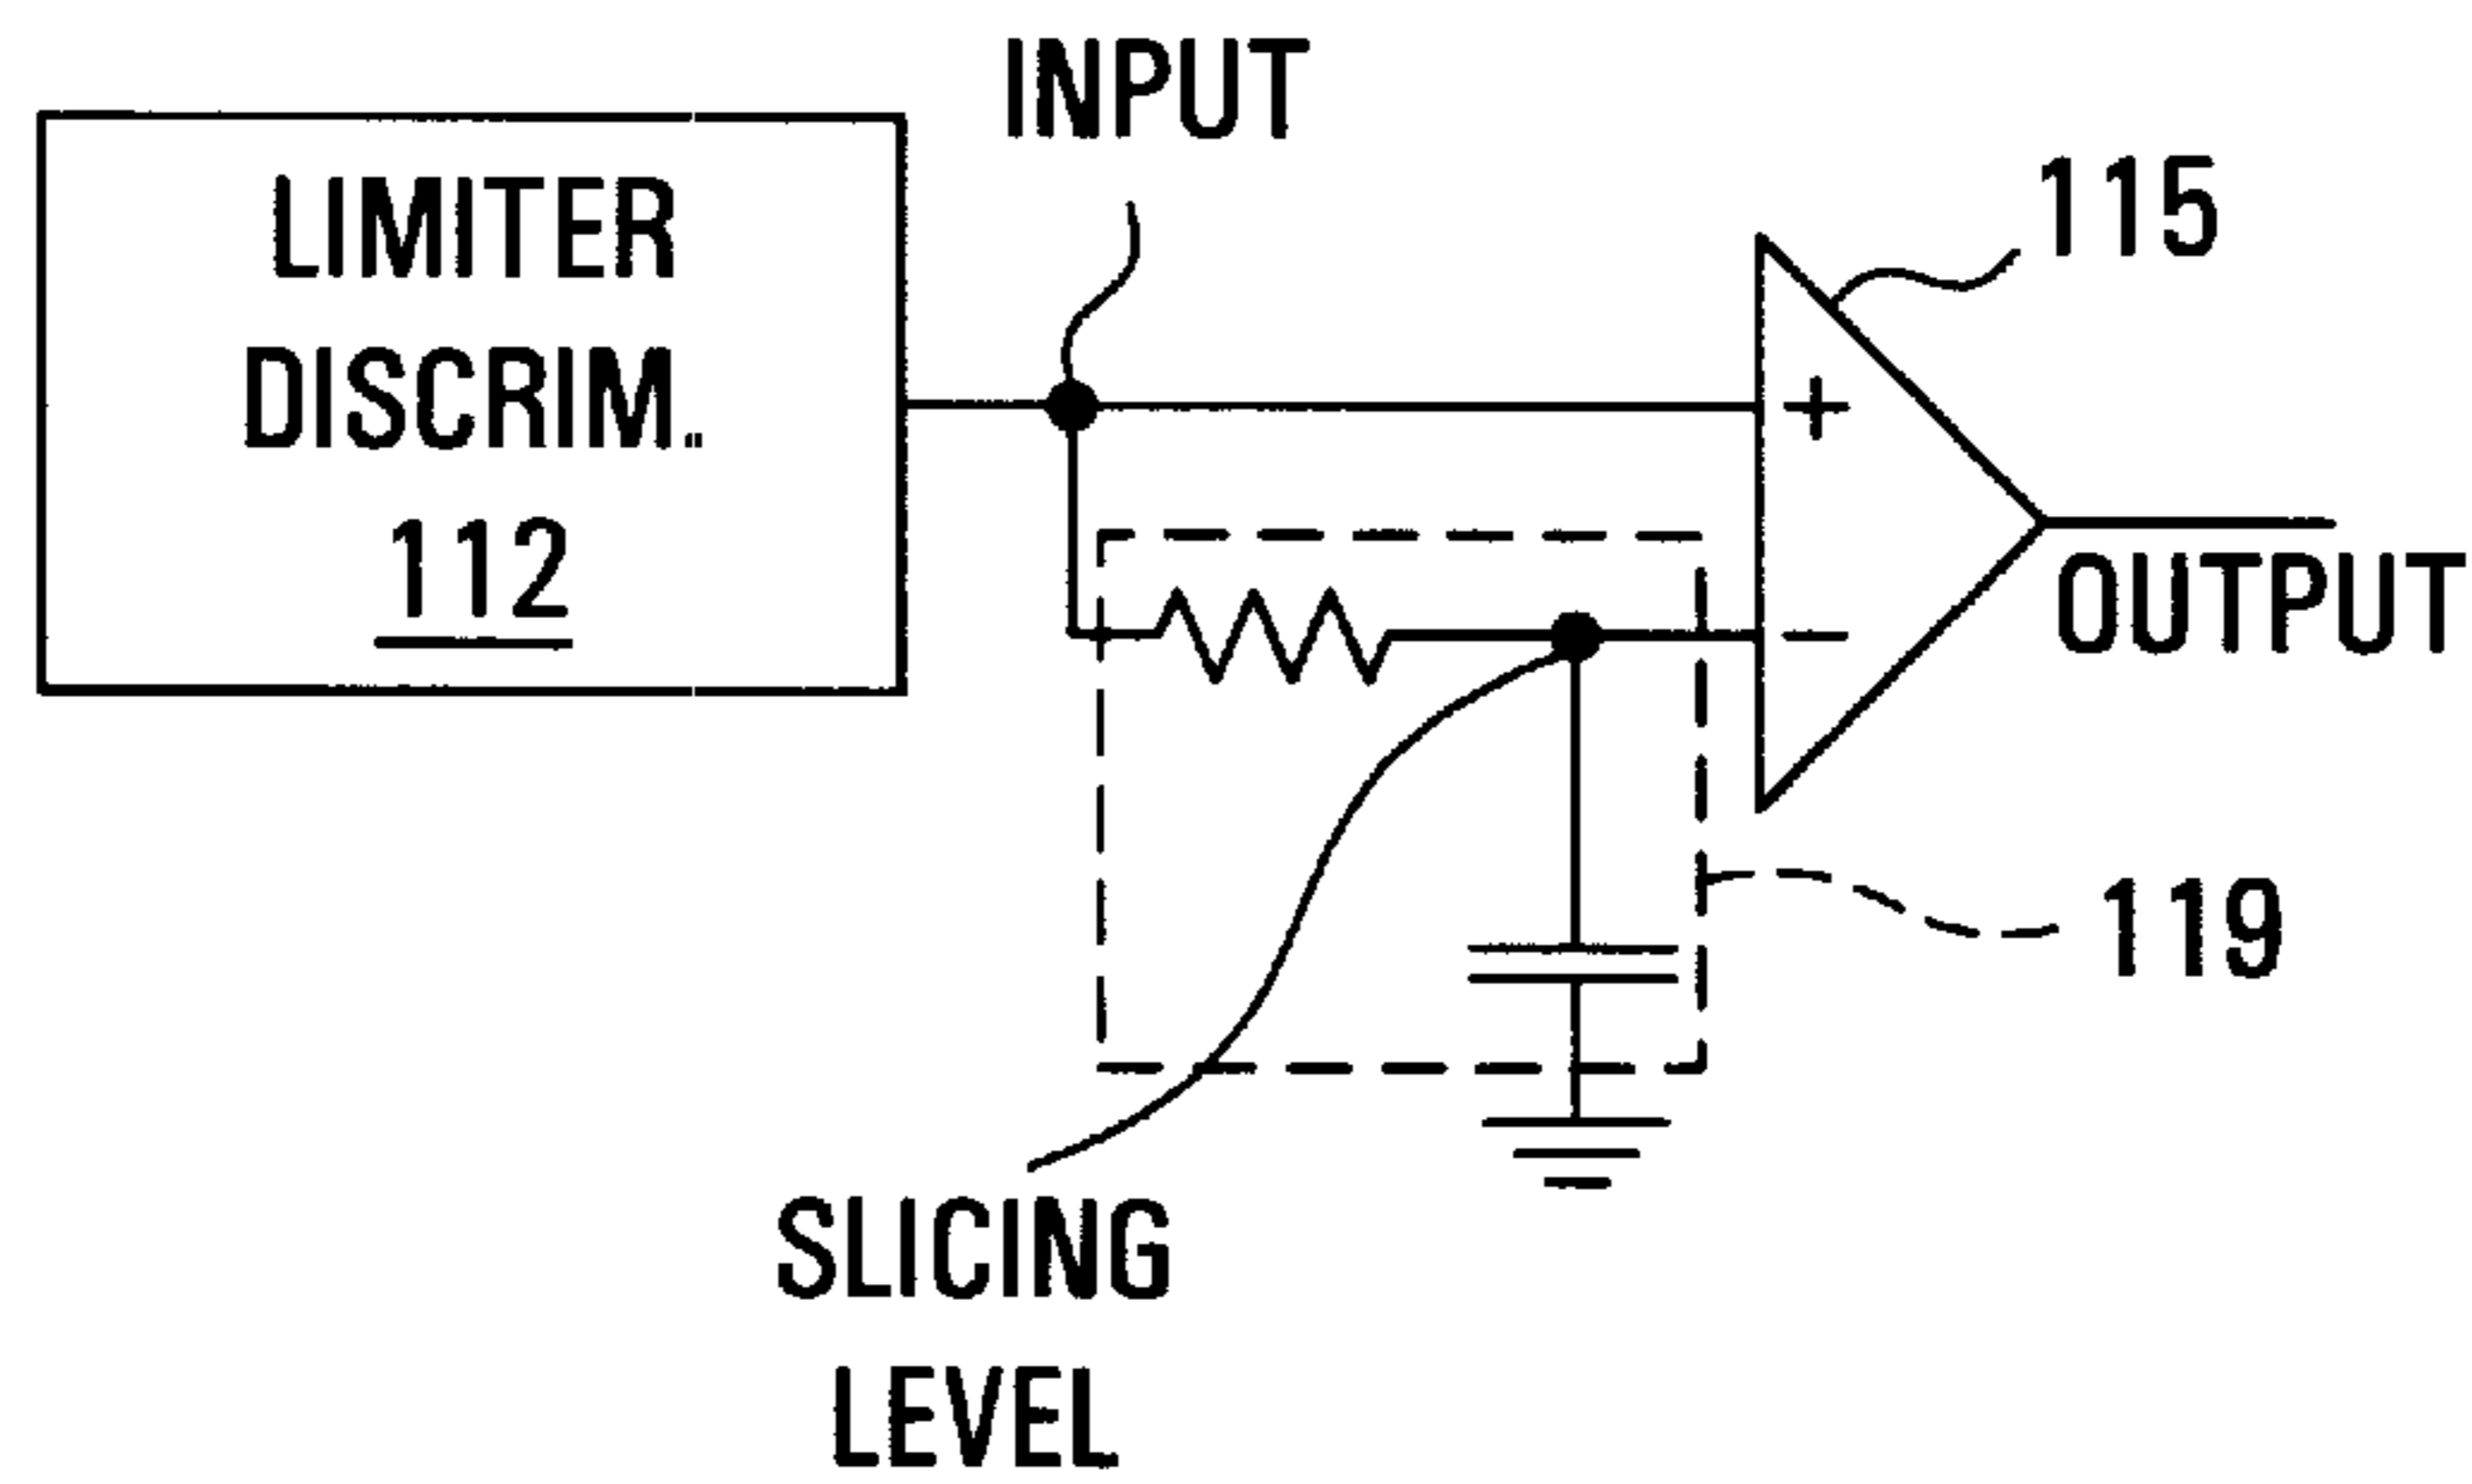 INPUT
LIMITER
DISCRIM.
112
115
+
−
OUTPUT
119
SLICING
LEVEL